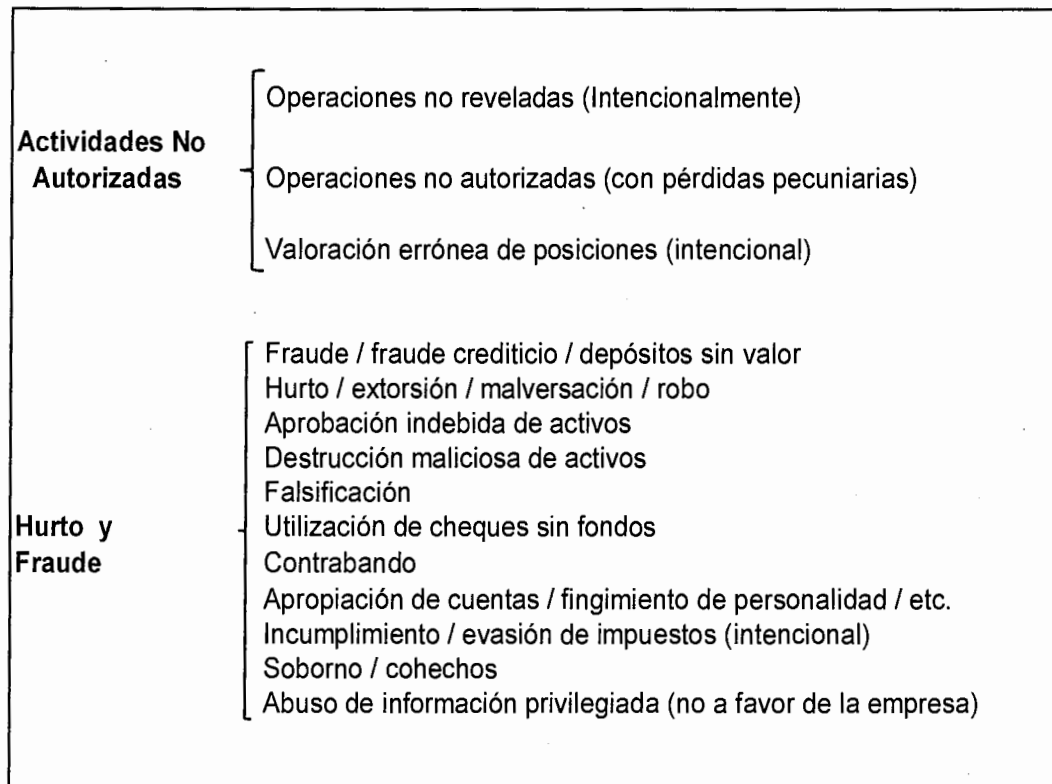 Actividades No
Autorizadas
Operaciones no reveladas (Intencionalmente)
Operaciones no autorizadas (con pérdidas pecuniarias)
Valoración errónea de posiciones (intencional)
Hurto y
Fraude
Fraude / fraude crediticio / depósitos sin valor
Hurto / extorsión / malversación / robo
Aprobación indebida de activos
Destrucción maliciosa de activos
Falsificación
Utilización de cheques sin fondos
Contrabando
Apropiación de cuentas / fingimiento de personalidad / etc.
Incumplimiento / evasión de impuestos (intencional)
Soborno / cohechos
Abuso de información privilegiada (no a favor de la empresa)